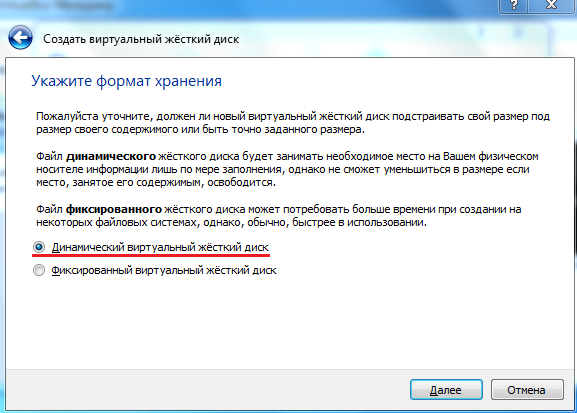 Создать виртуальный жёсткий диск
Укажите формат хранения
Пожалуйста уточните, должен ли новый виртуальный жёсткий диск подстраивать свой размер под
размер своего содержимого или быть точно заданного размера.
Файл динамического жёсткого диска будет занимать необходимое место на Вашем физическом
носителе информации лишь по мере заполнения, однако не сможет уменьшиться в размере если
место, занятое его содержимым, освободится.
Файл фиксированного жёсткого диска может потребовать больше времени при создании на
некоторых файловых системах, однако, обычно, быстрее в использовании.
Динамический виртуальный жёсткий диск
Фиксированный виртуальный жёсткий диск
Далее
Отмена